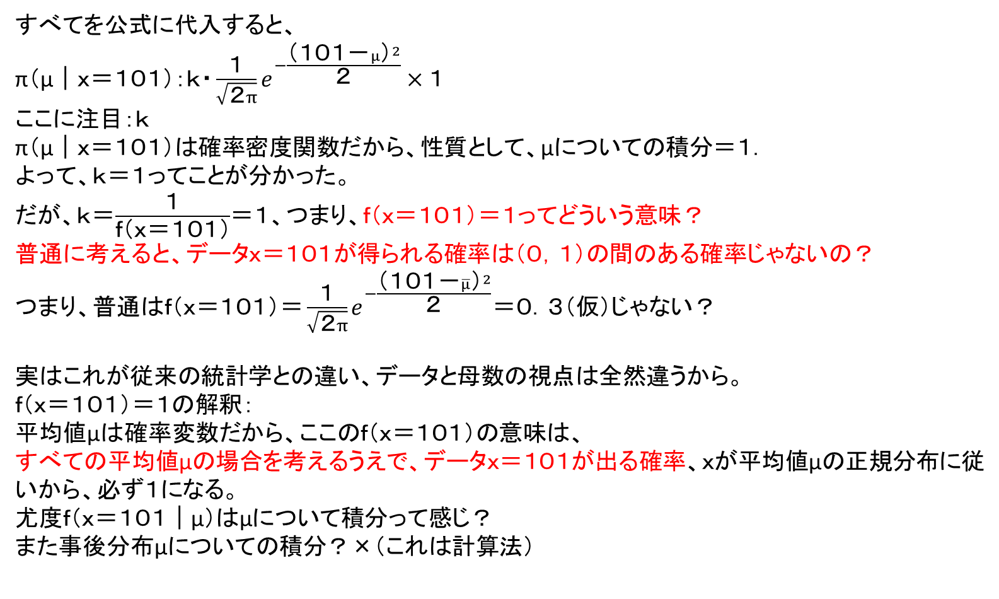 すべてを公式に代入すると、
π（μ｜x＝１０１）：k・\frac{１}{\sqrt{２π}}e^{-\frac{（１０１－μ）²}{２}}×１
ここに注目：k
π（μ｜x＝１０１）は確率密度関数だから、性質として、μについての積分＝１．
よって、k＝１ってことが分かった。
だが、k＝\frac{１}{f（x＝１０１）}＝１、つまり、f（x＝１０１）＝１ってどういう意味？
普通に考えると、データx＝１０１が得られる確率は（０，１）の間のある確率じゃないの？
つまり、普通はf（x＝１０１）＝\frac{１}{\sqrt{２π}}e^{-\frac{（１０１－\bar{μ}）²}{２}}＝０．３（仮）じゃない？
実はこれが従来の統計学との違い、データと母数の視点は全然違うから。
f（x＝１０１）＝１の解釈：
平均値μは確率変数だから、ここのf（x＝１０１）の意味は、
すべての平均値μの場合を考えるうえで、データx＝１０１が出る確率、xが平均値μの正規分布に従
いから、必ず１になる。
尤度f（x＝１０１｜μ）はμについて積分って感じ？
また事後分布μについての積分？×（これは計算法）